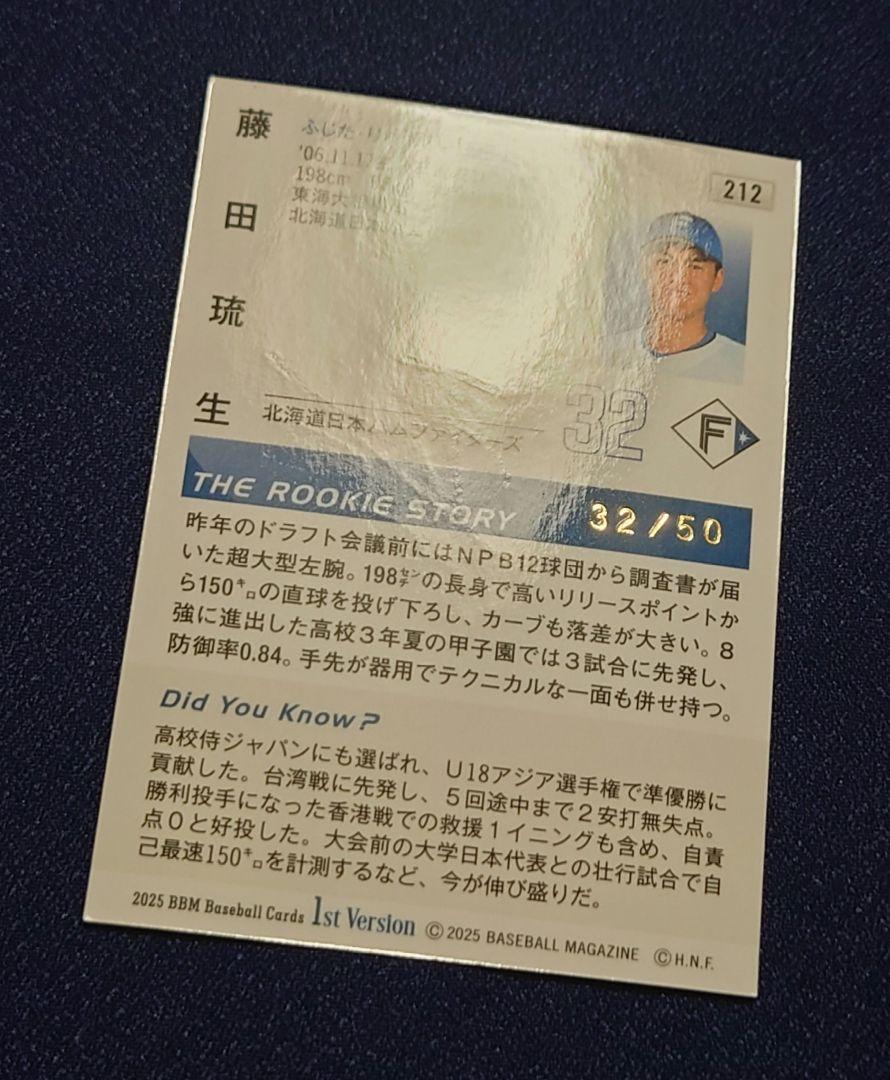 藤田琉生
ふじた・り
'06.11.1
198cm
東海大
北海道日本
212
北海道日本ハムファイターズ
32
F
THE ROOKIE STORY
32/50
昨年のドラフト会議前にはNPB12球団から調査書が届
いた超大型左腕。198㌢の長身で高いリリースポイントか
ら150㌔の直球を投げ下ろし、カーブも落差が大きい。8
強に進出した高校3年夏の甲子園では3試合に先発し、
防御率0.84。手先が器用でテクニカルな一面も併せ持つ。
Did You Know?
高校侍ジャパンにも選ばれ、U18アジア選手権で準優勝に
貢献した。台湾戦に先発し、5回途中まで2安打無失点。
勝利投手になった香港戦での救援1イニングも含め、自責
点0と好投した。大会前の大学日本代表との壮行試合で自
己最速150㌔を計測するなど、今が伸び盛りだ。
2025 BBM Baseball Cards 1st Version © 2025 BASEBALL MAGAZINE © H.N.F.